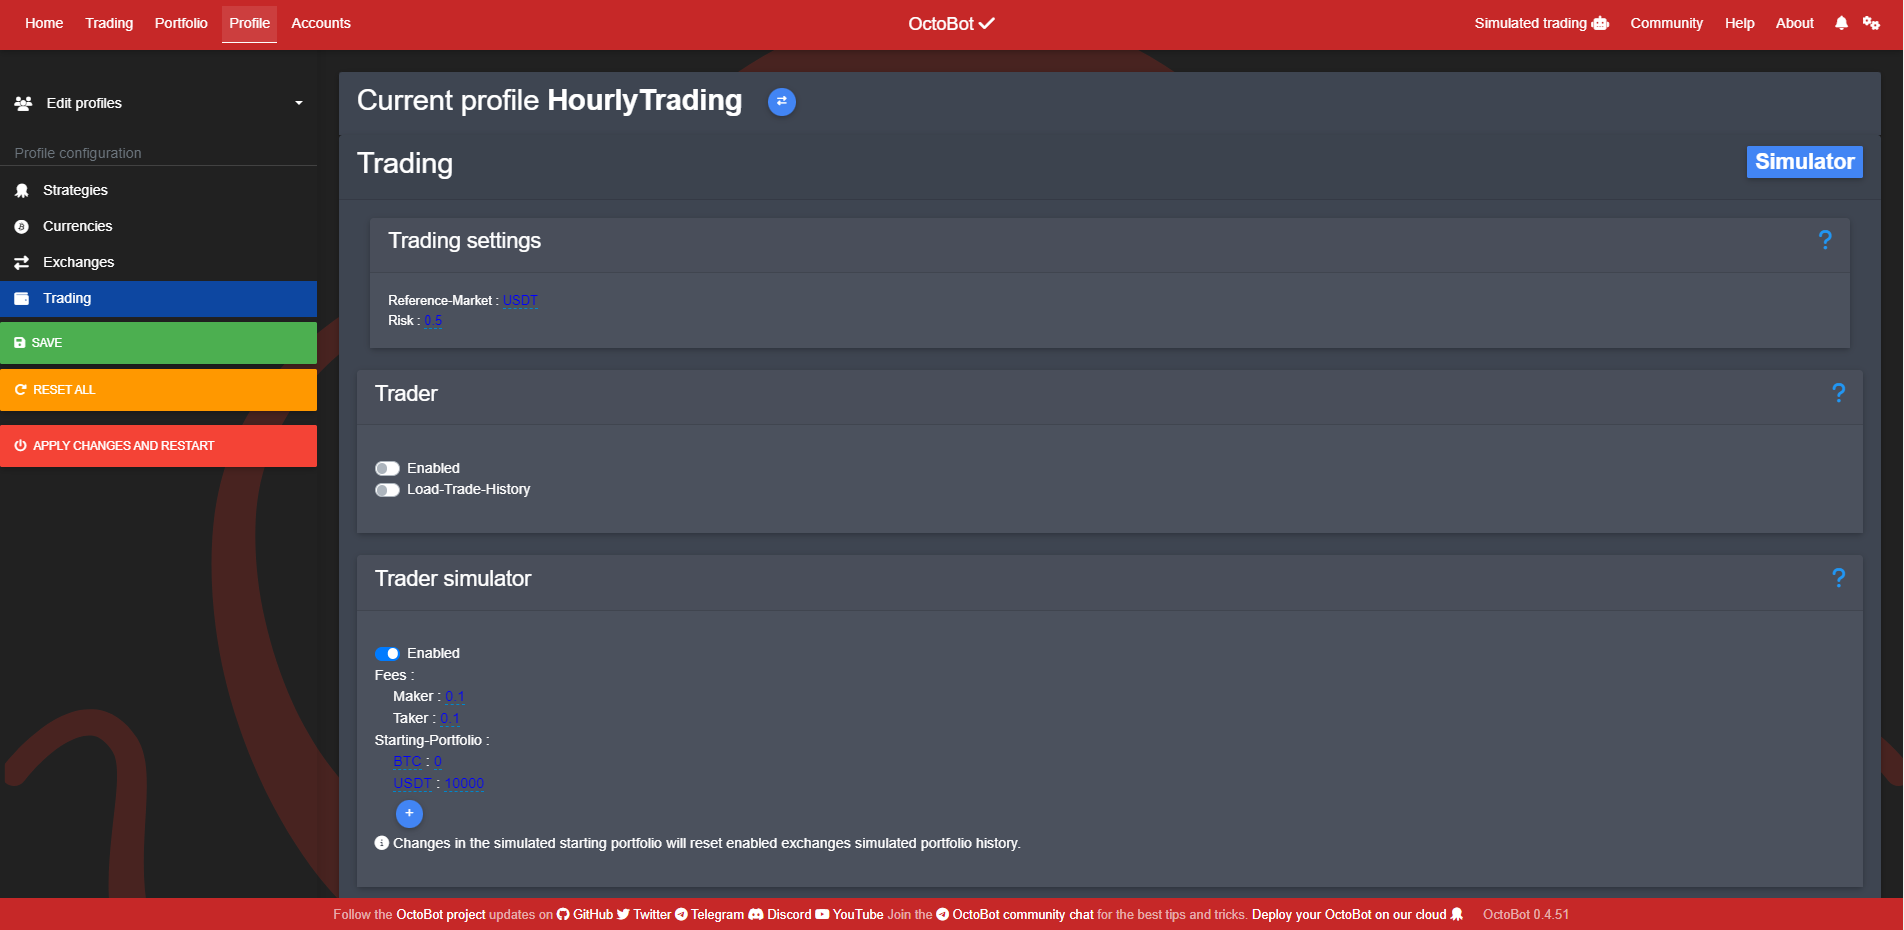 Home Trading Portfolio Profile Accounts OctoBot Simulated trading Community Help About
Edit profiles
Profile configuration
Strategies
Currencies
Exchanges
Trading
SAVE
RESET ALL
APPLY CHANGES AND RESTART
Current profile HourlyTrading
Trading Simulator
Trading settings ?
Reference-Market : USDT
Risk : 0.5
Trader ?
Enabled
Load-Trade-History
Trader simulator ?
Enabled
Fees :
Maker : 0.1
Taker : 0.1
Starting-Portfolio :
BTC : 0
USDT : 10000
+
Changes in the simulated starting portfolio will reset enabled exchanges simulated portfolio history.
Follow the OctoBot project updates on GitHub Twitter Telegram Discord YouTube Join the OctoBot community chat for the best tips and tricks. Deploy your OctoBot on our cloud OctoBot 0.4.51